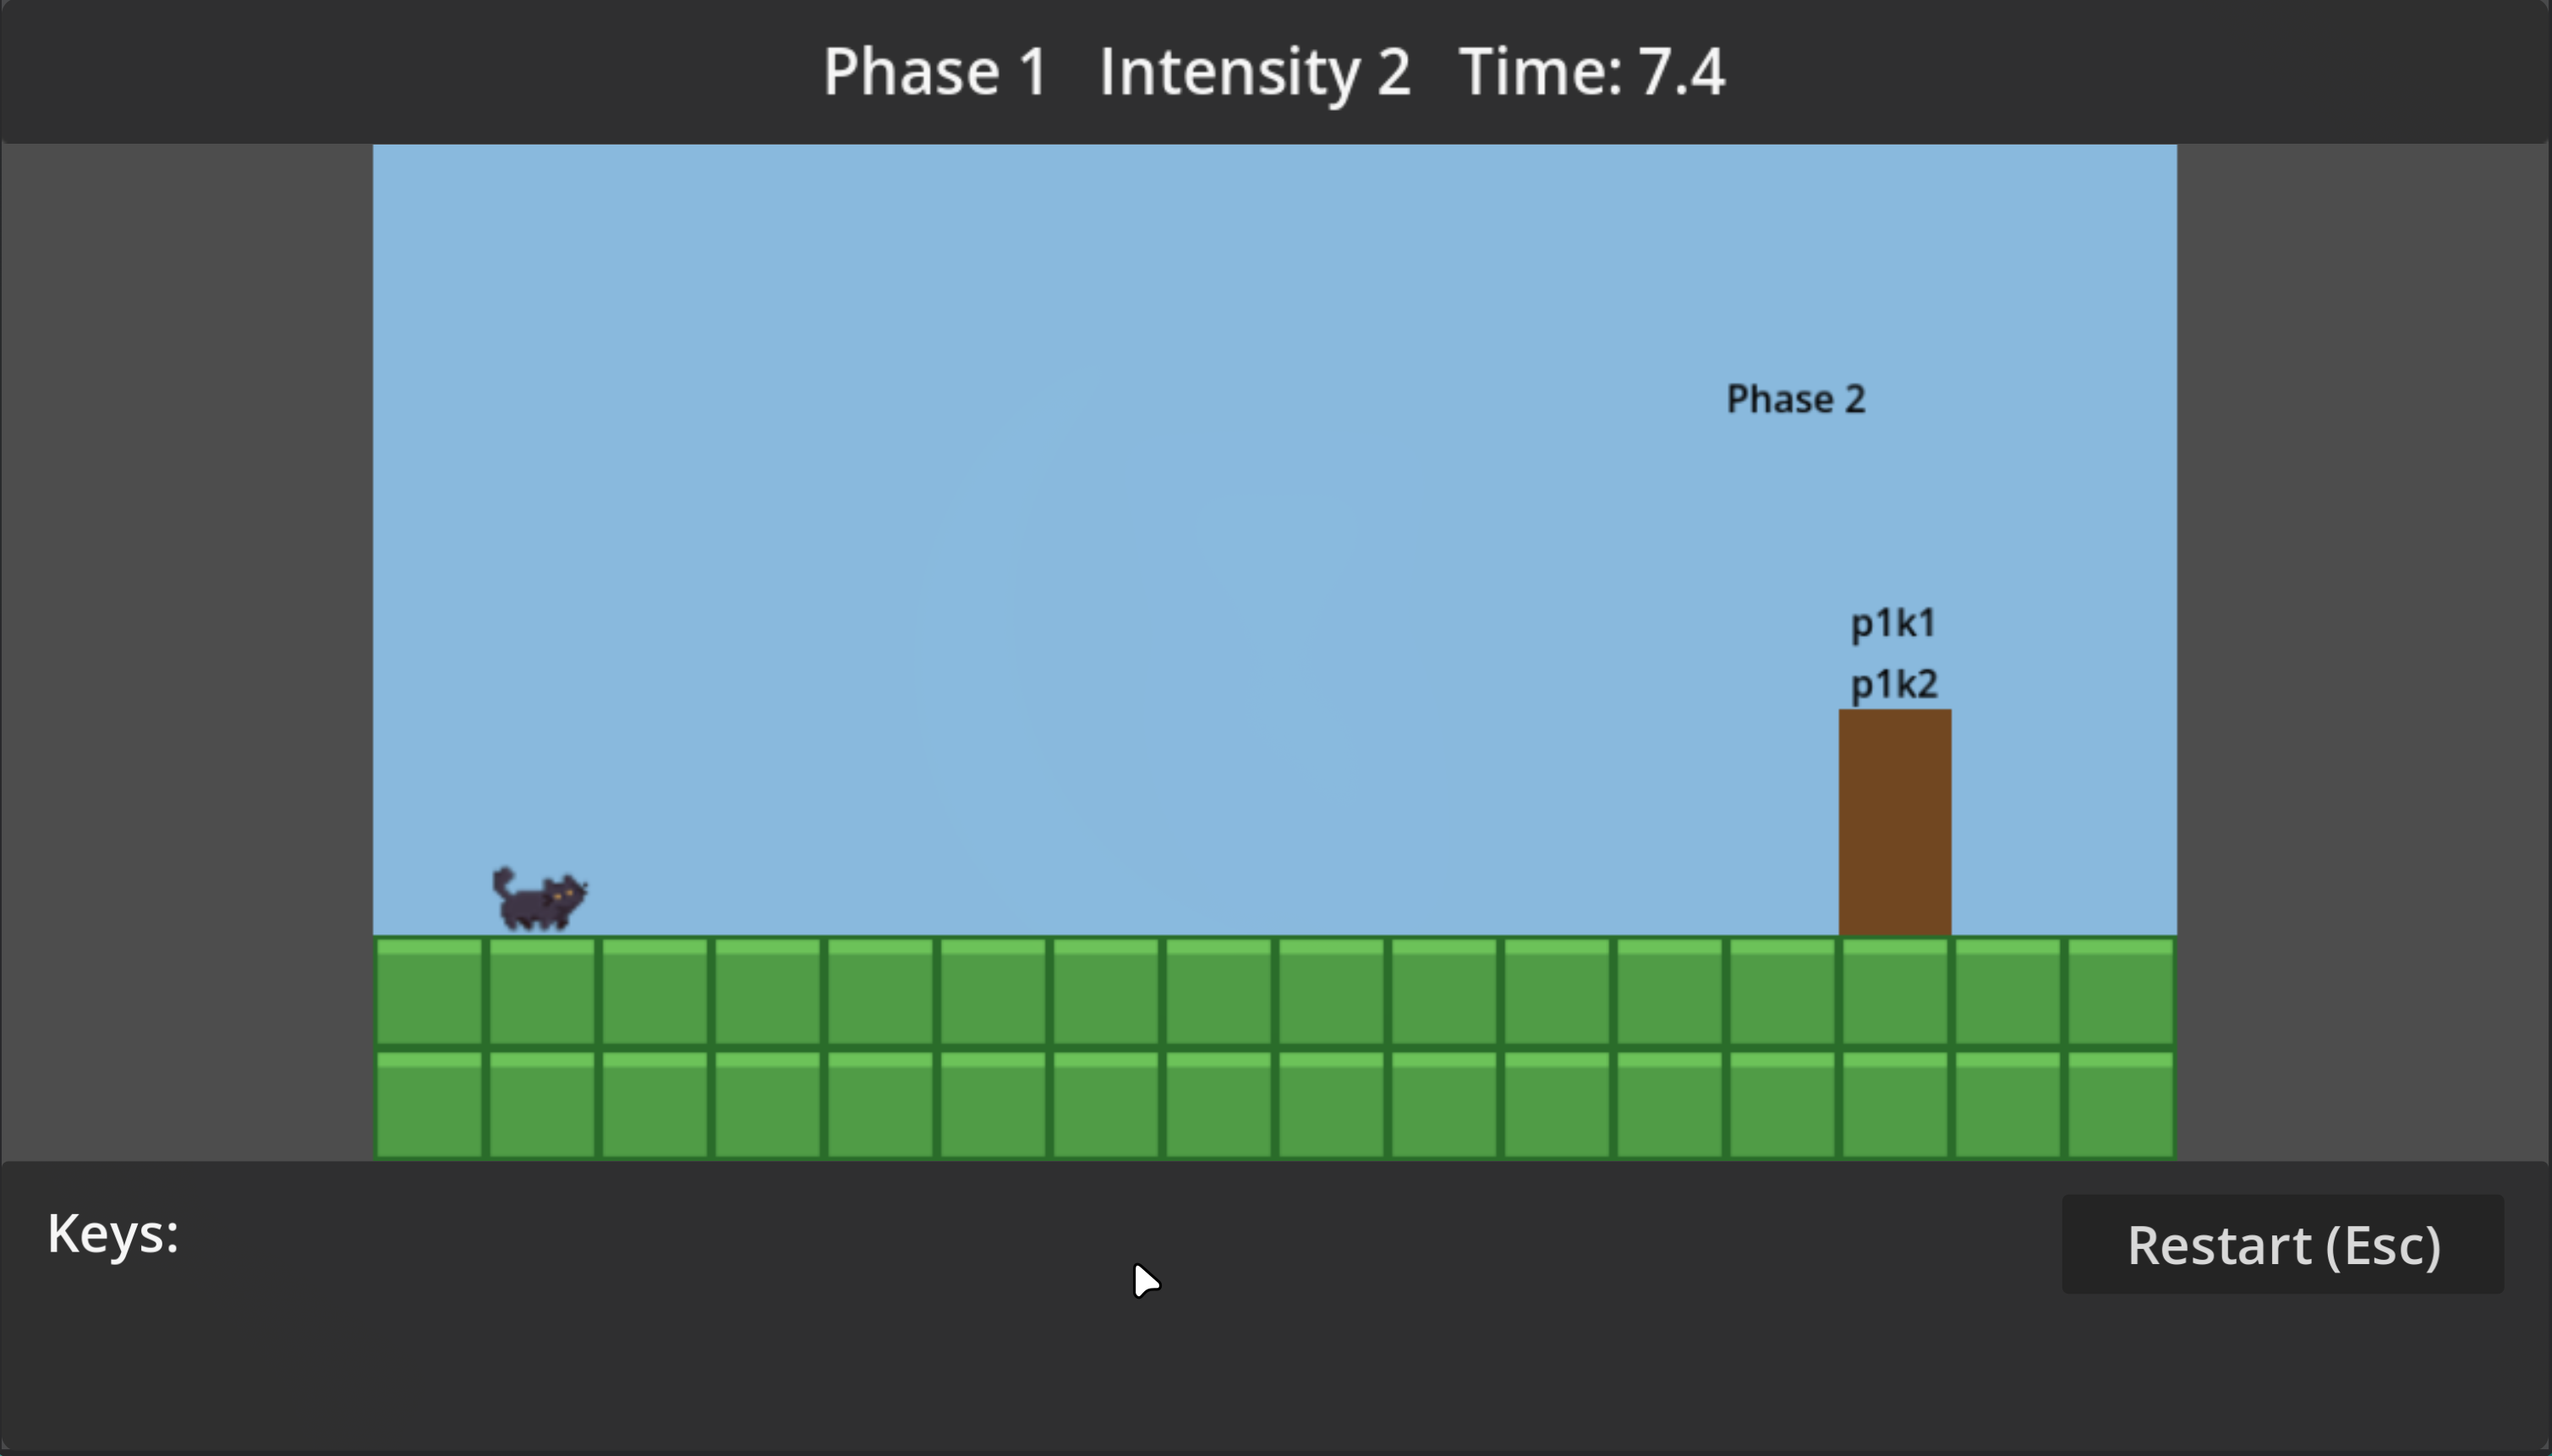 Phase 1 Intensity 2 Time: 7.4
Phase 2
p1k1
p1k2
Keys:
Restart (Esc)